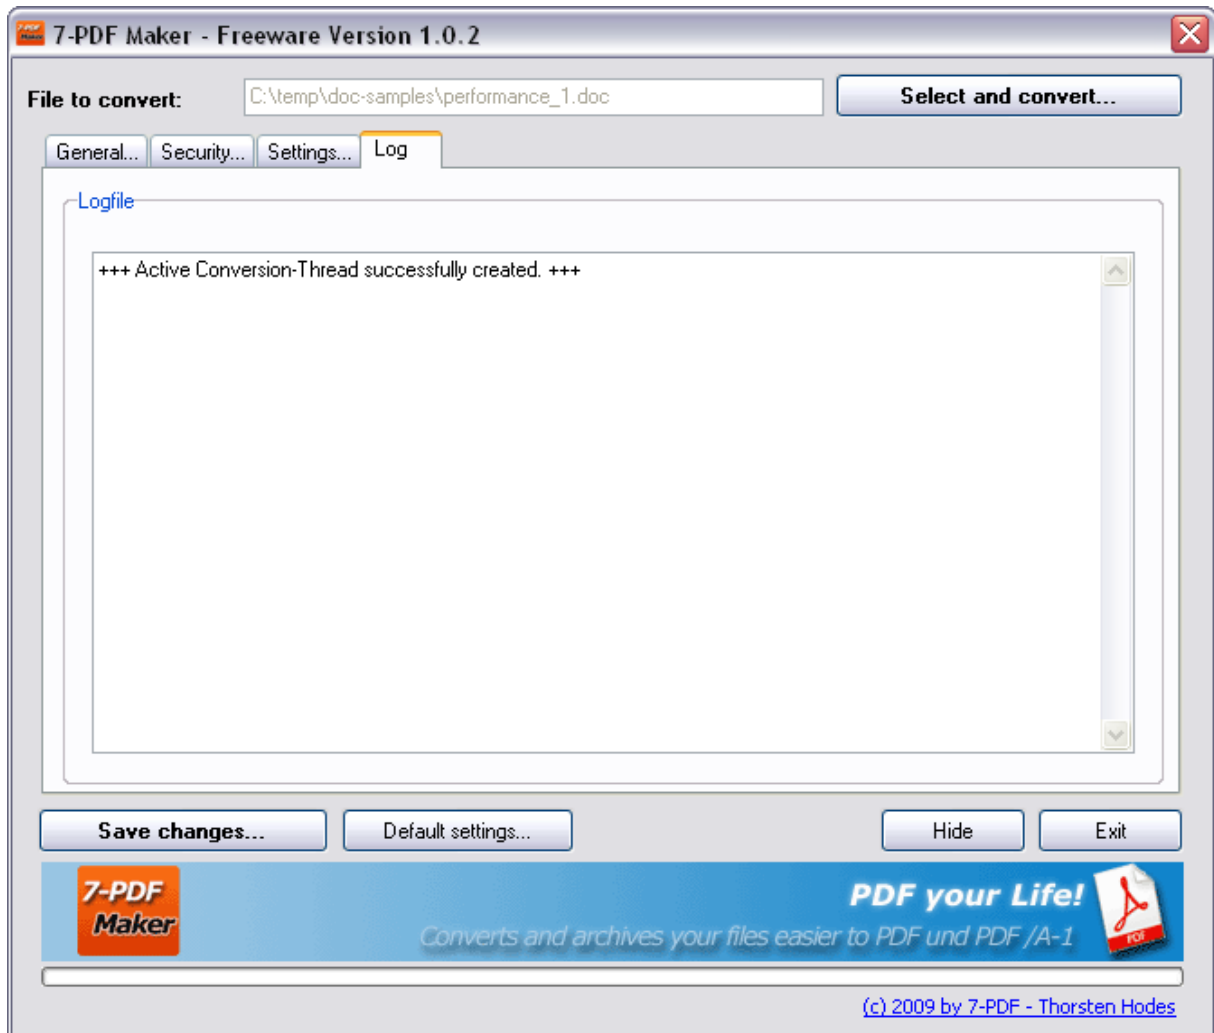 7-PDF Maker - Freeware Version 1.0.2
File to convert:
C:\temp\doc-samples\performance_1.doc
Select and convert...
General...
Security...
Settings...
Log
Logfile
+++ Active Conversion-Thread successfully created. +++
Save changes...
Default settings...
Hide
Exit
7-PDF
Maker
PDF your Life!
Converts and archives your files easier to PDF und PDF /A-1
PDF
(c) 2009 by 7-PDF - Thorsten Hodes